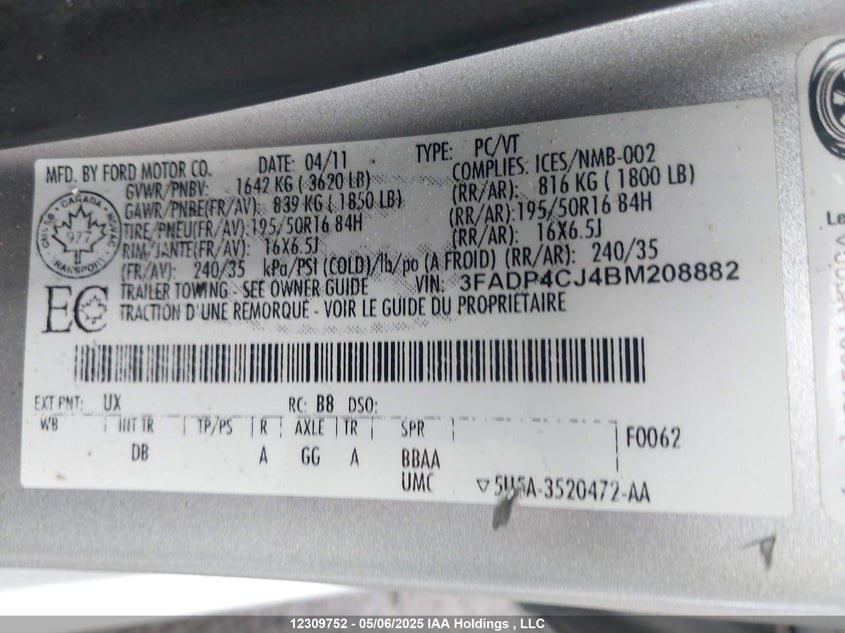 MFD. BY FORD MOTOR CO. DATE: 04/11 TYPE: PC/VT
GVWR/PNBV: 1642 KG ( 3620 LB) COMPLIES: ICES/NMB-002
GAWR/PNBE(FR/AV): 839 KG ( 1850 LB) (RR/AR): 816 KG ( 1800 LB)
TIRE/PNEU(FR/AV):195/50R16 84H (RR/AR):195/50R16 84H
RIM/JANTE(FR/AV): 16X6.5J (RR/AR): 16X6.5J
(FR/AV): 240/35 kPa/PSI (COLD)/lb/po (A FROID) (RR/AR): 240/35
TRAILER TOWING - SEE OWNER GUIDE VIN: 3FADP4CJ4BM208882
TRACTION D'UNE REMORQUE - VOIR LE GUIDE DU PROPRIÉTAIRE
CANADA
977
TRANSPORT
EC
EXT PNT: UX RC: B8 DSO:
WB INT TR TP/PS R AXLE TR SPR F0062
DB A GG A BBAA
UMC 5U5A-3520472-AA
12309752 - 05/06/2025 IAA Holdings , LLC